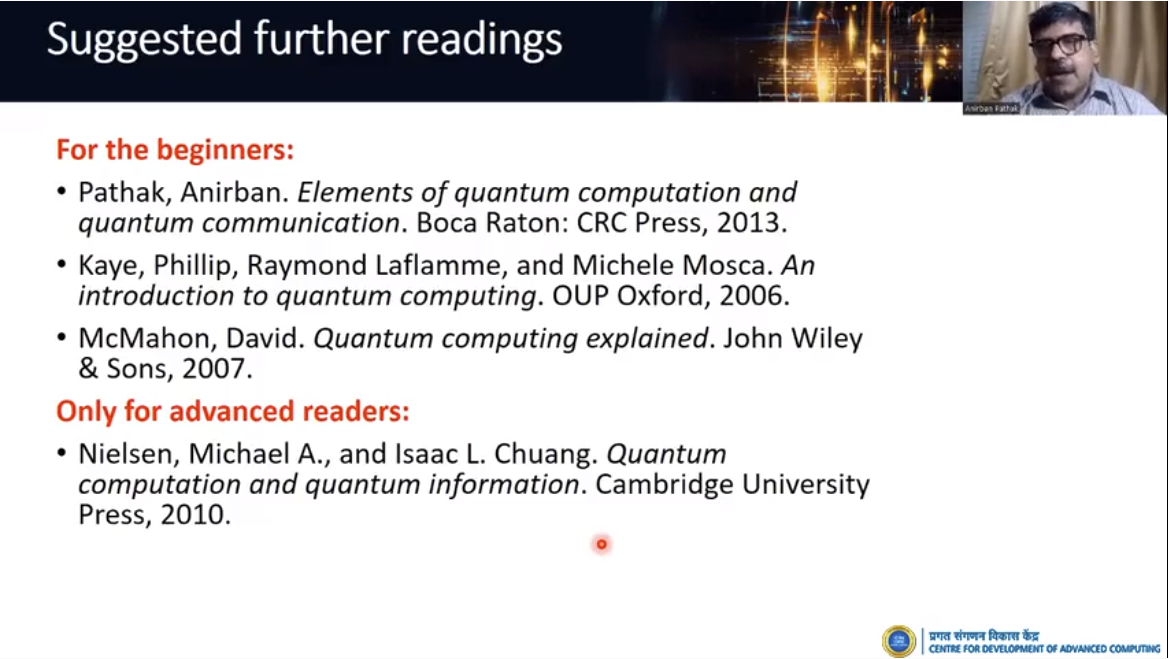 Suggested further readings
Anirban Pathak
For the beginners:
• Pathak, Anirban. Elements of quantum computation and
quantum communication. Boca Raton: CRC Press, 2013.
• Kaye, Phillip, Raymond Laflamme, and Michele Mosca. An
introduction to quantum computing. OUP Oxford, 2006.
• McMahon, David. Quantum computing explained. John Wiley
& Sons, 2007.
Only for advanced readers:
• Nielsen, Michael A., and Isaac L. Chuang. Quantum
computation and quantum information. Cambridge University
Press, 2010.
प्रगत संगणन विकास केंद्र
CENTRE FOR DEVELOPMENT OF ADVANCED COMPUTING